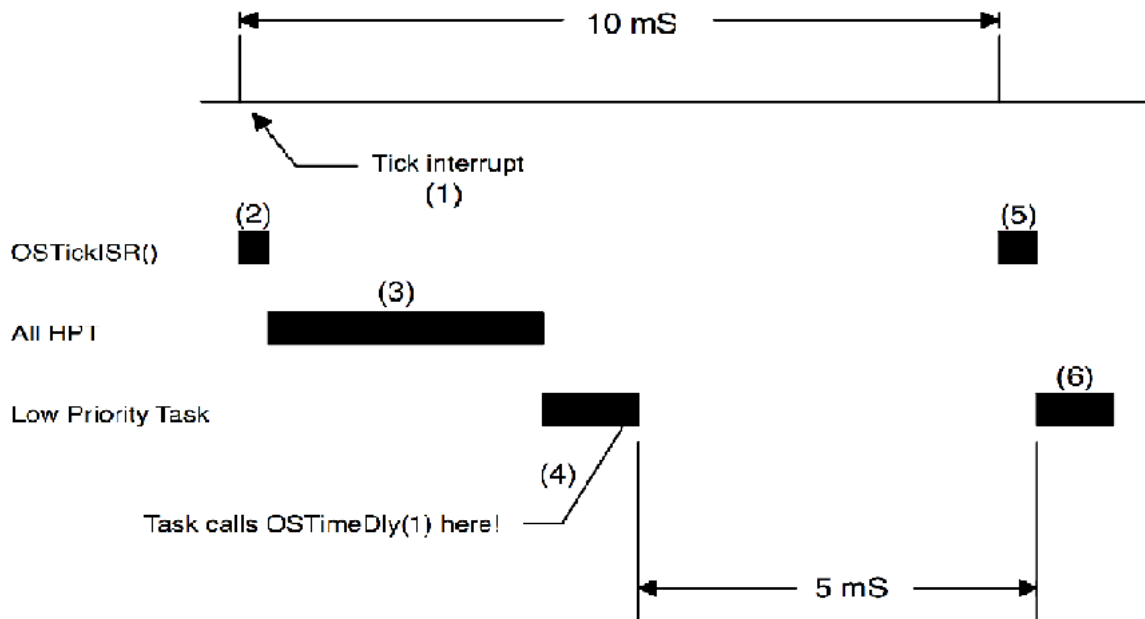 10 mS
Tick interrupt
(1)
(2)
(5)
OSTickISR()
(3)
All HPT
(6)
Low Priority Task
(4)
Task calls OSTimeDly(1) here!
5 mS